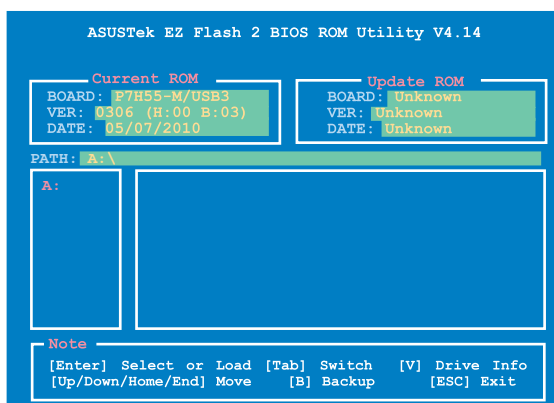 ASUSTek EZ Flash 2 BIOS ROM Utility V4.14
Current ROM
BOARD: P7H55-M/USB3
VER: 0306 (H:00 B:03)
DATE: 05/07/2010
Update ROM
BOARD: Unknown
VER: Unknown
DATE: Unknown
PATH: A:\
A:
Note
[Enter] Select or Load [Tab] Switch [V] Drive Info
[Up/Down/Home/End] Move [B] Backup [ESC] Exit